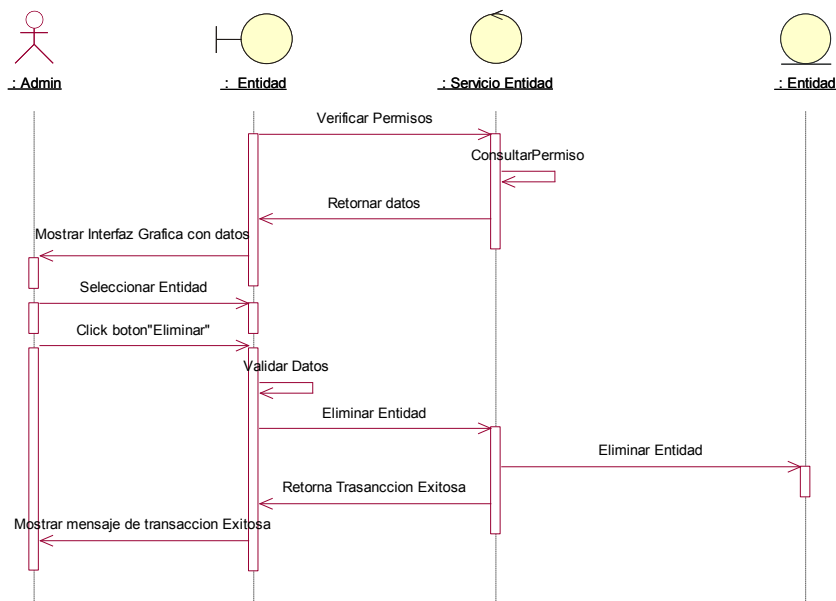 : Admin
: Entidad
: Servicio Entidad
: Entidad
Verificar Permisos
ConsultarPermiso
Retornar datos
Mostrar Interfaz Grafica con datos
Seleccionar Entidad
Click boton"Eliminar"
Validar Datos
Eliminar Entidad
Eliminar Entidad
Retorna Trasanccion Exitosa
Mostrar mensaje de transaccion Exitosa